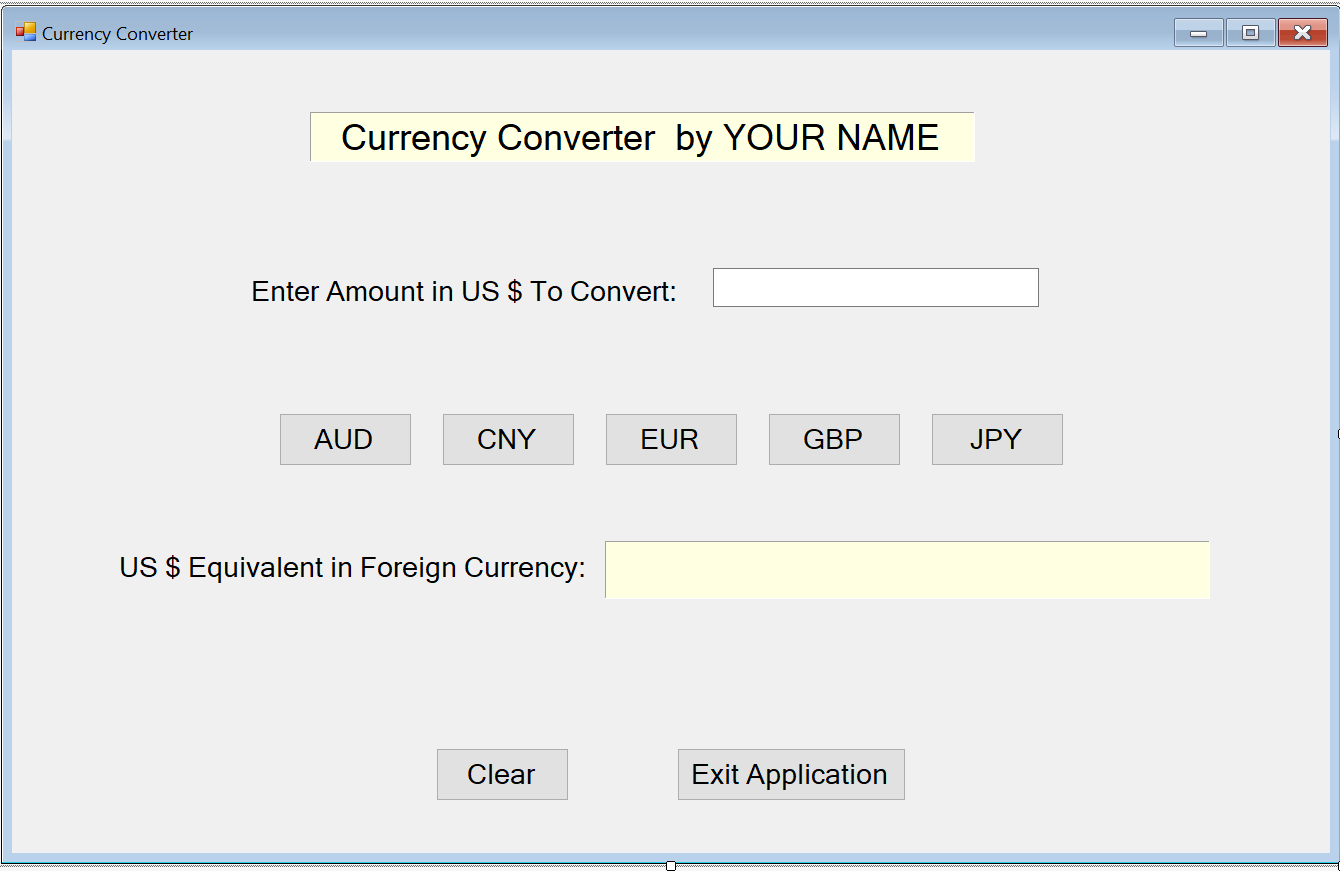 Currency Converter
Currency Converter  by YOUR NAME
Enter Amount in US $ To Convert:
AUD CNY EUR GBP JPY
US $ Equivalent in Foreign Currency:
Clear Exit Application